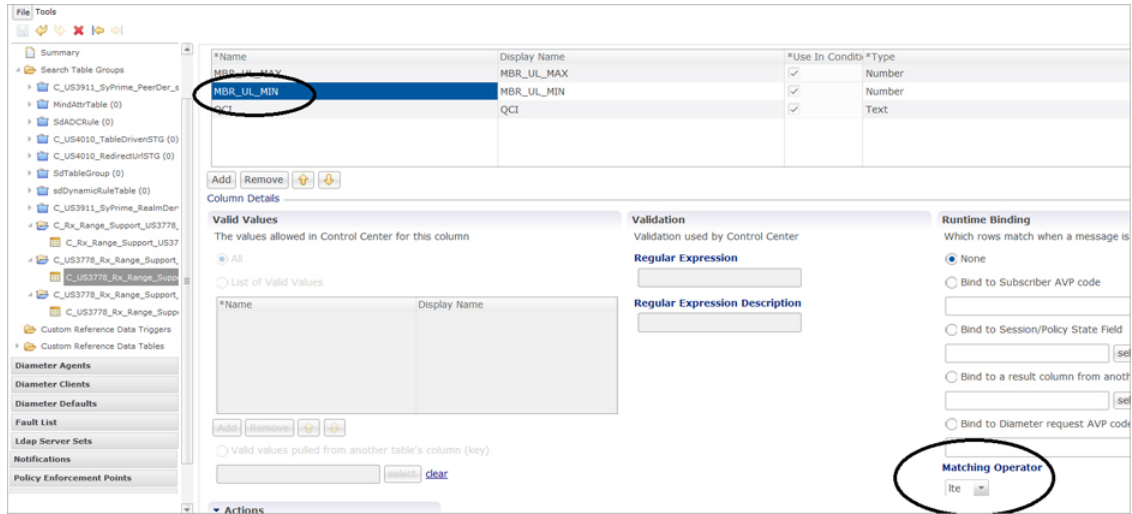 File Tools
Summary
Search Table Groups
C_US3911_SyPrime_PeerDer_s
MindAttrTable (0)
SdADCRule (0)
C_US4010_TableDrivenSTG (0)
C_US4010_RedirectUrlSTG (0)
SdTableGroup (0)
sdDynamicRuleTable (0)
C_US3911_SyPrime_RealmDer
C_Rx_Range_Support_US3778_
C_Rx_Range_Support_US37
C_US3778_Rx_Range_Support_
C_US3778_Rx_Range_Suppo
C_US3778_Rx_Range_Support_
C_US3778_Rx_Range_Suppo
Custom Reference Data Triggers
Custom Reference Data Tables
Diameter Agents
Diameter Clients
Diameter Defaults
Fault List
Ldap Server Sets
Notifications
Policy Enforcement Points
*Name Display Name *Use In Conditi *Type
MBR_UL_MAX MBR_UL_MAX Number
MBR_UL_MIN MBR_UL_MIN Number
QCI QCI Text
Add Remove
Column Details
Valid Values
The values allowed in Control Center for this column
All
List of Valid Values
*Name Display Name
Add Remove
Valid values pulled from another table's column (key)
select clear
Actions
Validation
Validation used by Control Center
Regular Expression
Regular Expression Description
Runtime Binding
Which rows match when a message is
None
Bind to Subscriber AVP code
Bind to Session/Policy State Field
sel
Bind to a result column from anoth
sel
Bind to Diameter request AVP code
Matching Operator
lte